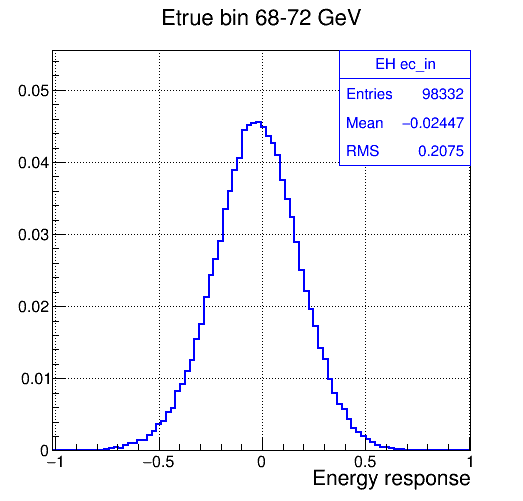 Etrue bin 68-72 GeV
EH ec_in
Entries 98332
Mean −0.02447
RMS 0.2075
0.05
0.04
0.03
0.02
0.01
0
−1 −0.5 0 0.5 1
Energy response